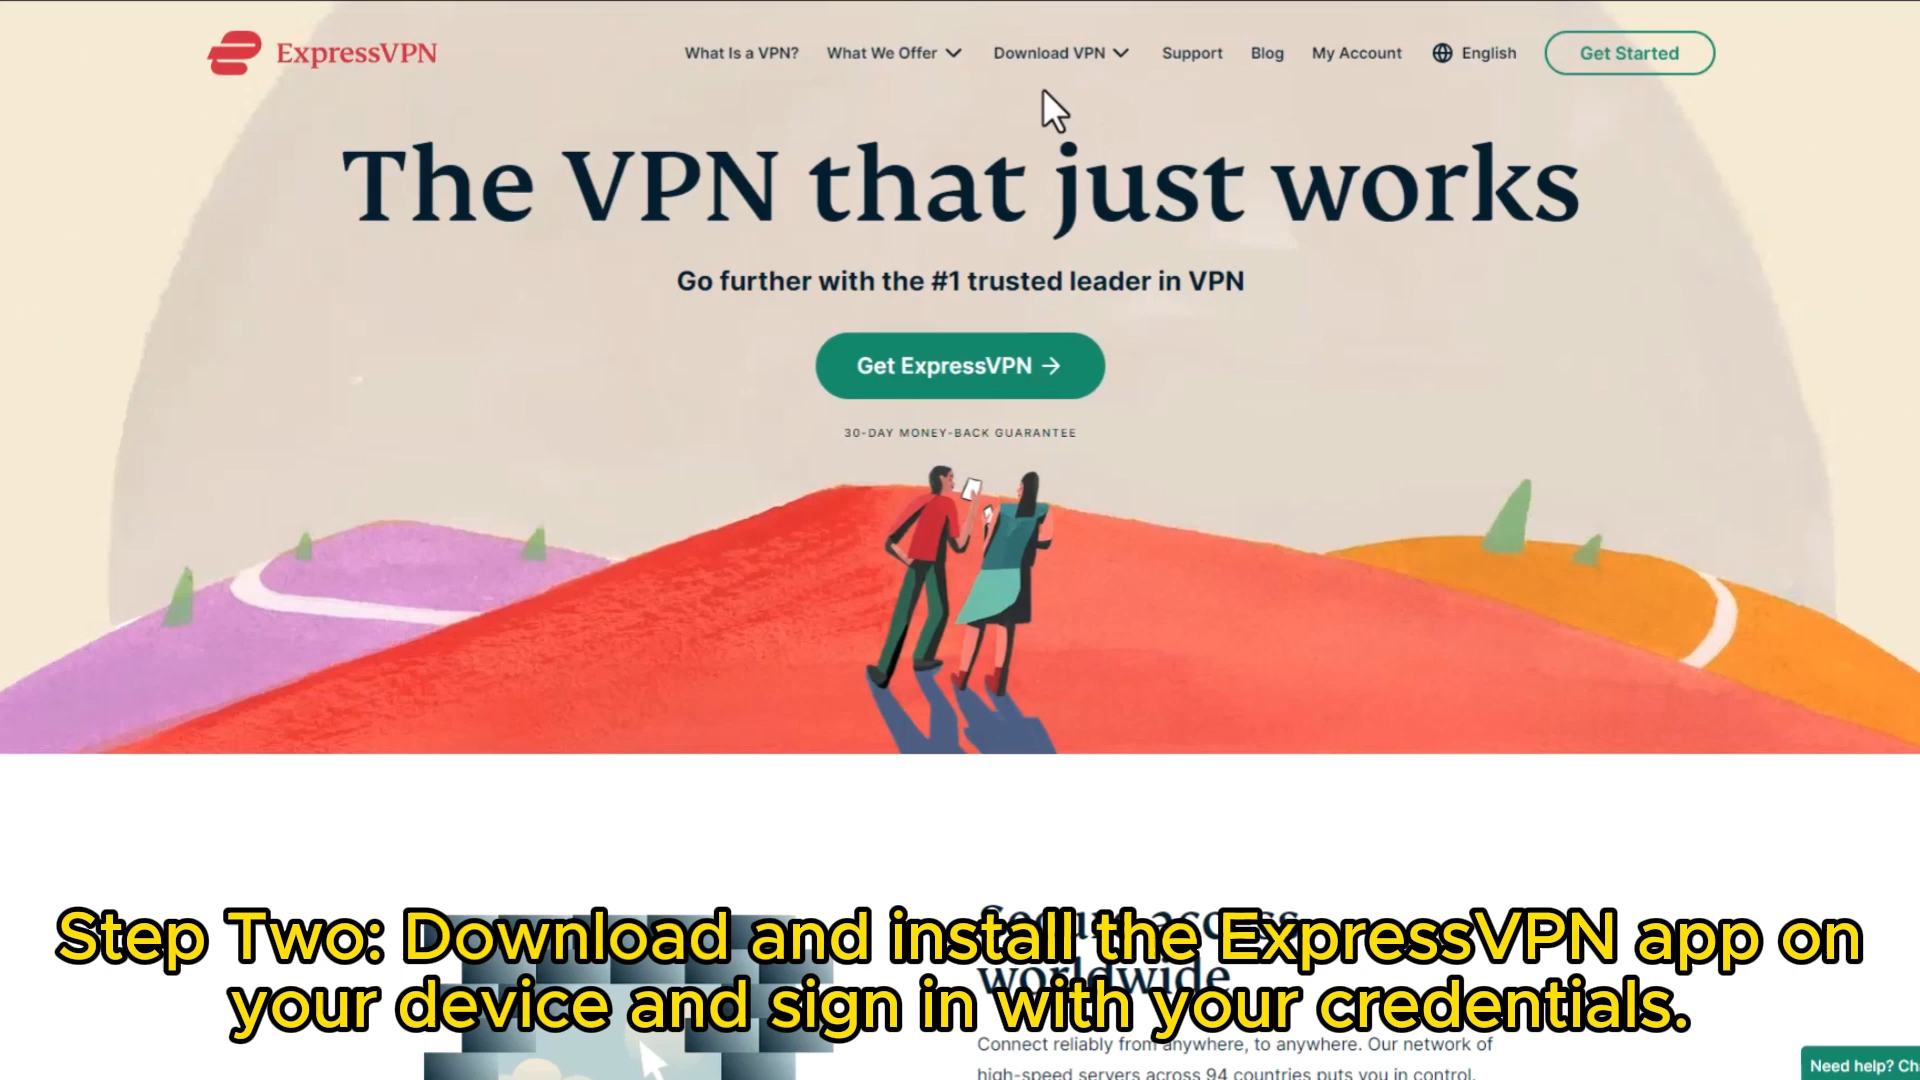 ExpressVPN
What Is a VPN? What We Offer Download VPN Support Blog My Account English Get Started
The VPN that just works
Go further with the #1 trusted leader in VPN
Get ExpressVPN →
30-DAY MONEY-BACK GUARANTEE
Step Two: Download and install the ExpressVPN app on
your device and sign in with your credentials.
worldwide
Connect reliably from anywhere, to anywhere. Our network of
high-speed servers across 94 countries puts you in control.
Need help?